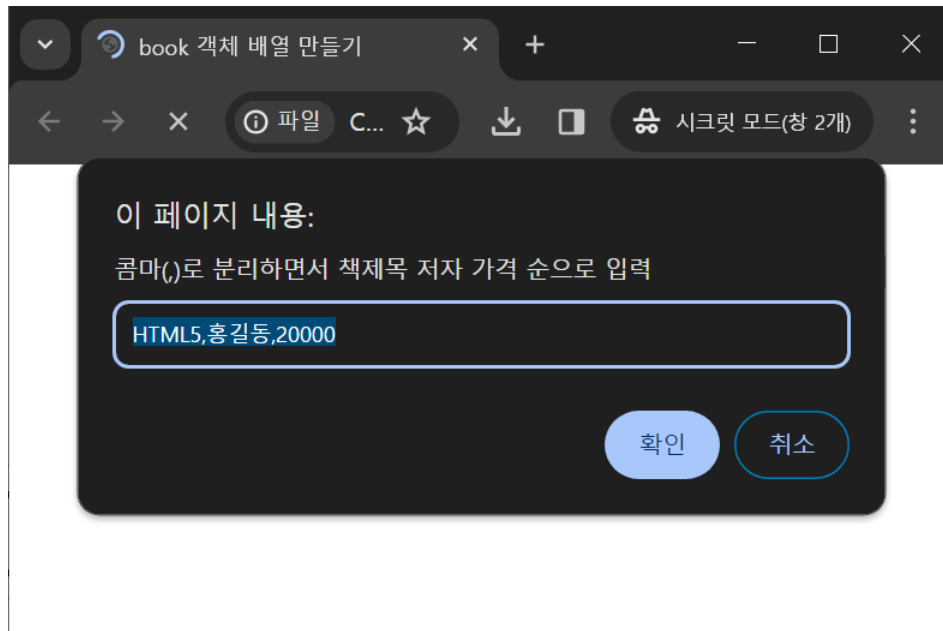 book 객체 배열 만들기
파일 C... 시크릿 모드(창 2개)
이 페이지 내용:
콤마(,)로 분리하면서 책제목 저자 가격 순으로 입력
HTML5,홍길동,20000
확인 취소